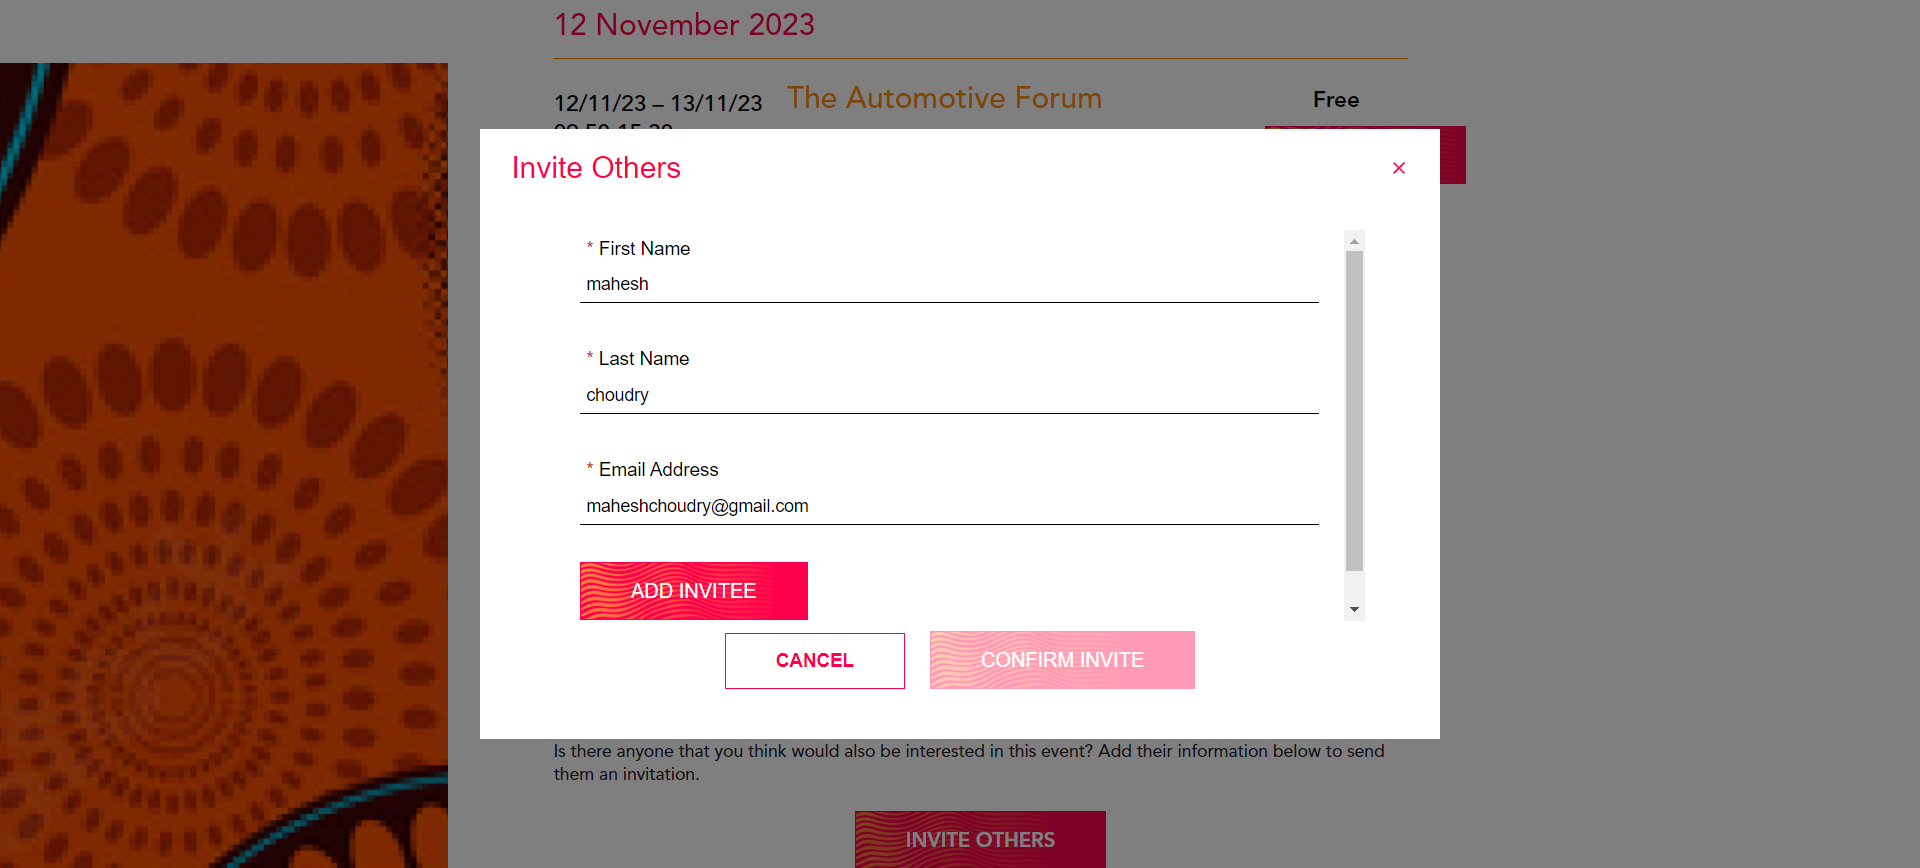 12 November 2023
12/11/23 – 13/11/23
The Automotive Forum
Free
Invite Others
×
* First Name
mahesh
* Last Name
choudry
* Email Address
maheshchoudry@gmail.com
ADD INVITEE
CANCEL
CONFIRM INVITE
Is there anyone that you think would also be interested in this event? Add their information below to send
them an invitation.
INVITE OTHERS